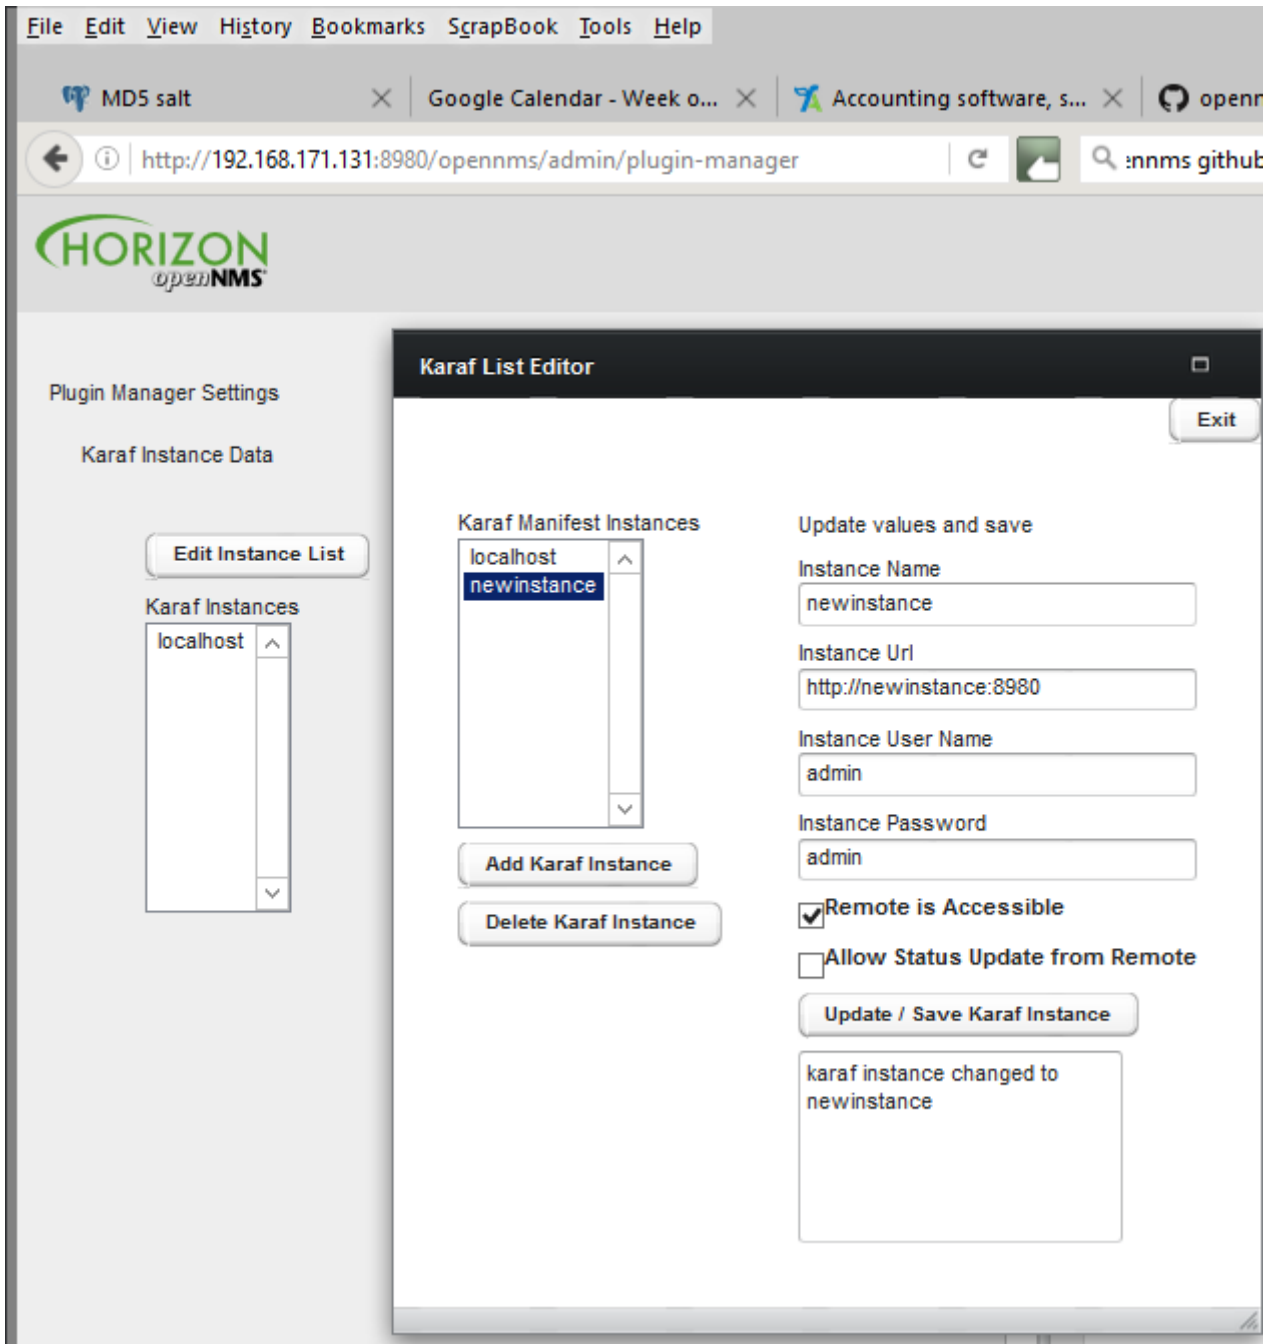 File Edit View History Bookmarks ScrapBook Tools Help
MD5 salt
Google Calendar - Week o...
Accounting software, s...
openn
http://192.168.171.131:8980/opennms/admin/plugin-manager
ennms github
HORIZON
openNMS
Plugin Manager Settings
Karaf Instance Data
Edit Instance List
Karaf Instances
localhost
Karaf List Editor
Exit
Karaf Manifest Instances
localhost
newinstance
Add Karaf Instance
Delete Karaf Instance
Update values and save
Instance Name
newinstance
Instance Url
http://newinstance:8980
Instance User Name
admin
Instance Password
admin
Remote is Accessible
Allow Status Update from Remote
Update / Save Karaf Instance
karaf instance changed to
newinstance